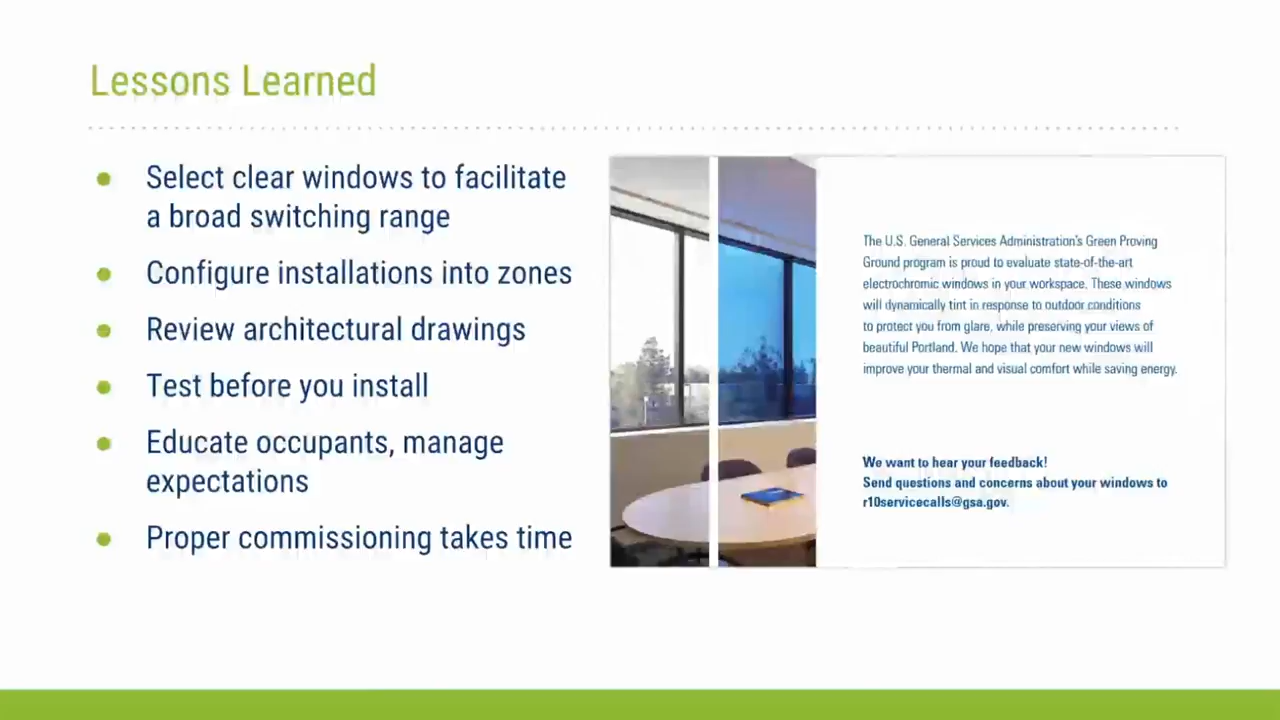 Lessons Learned
Select clear windows to facilitate
a broad switching range
Configure installations into zones
Review architectural drawings
Test before you install
Educate occupants, manage
expectations
Proper commissioning takes time
The U.S. General Services Administration's Green Proving
Ground program is proud to evaluate state-of-the-art
electrochromic windows in your workspace. These windows
will dynamically tint in response to outdoor conditions
to protect you from glare, while preserving your views of
beautiful Portland. We hope that your new windows will
improve your thermal and visual comfort while saving energy.
We want to hear your feedback!
Send questions and concerns about your windows to
r10servicecalls@gsa.gov.